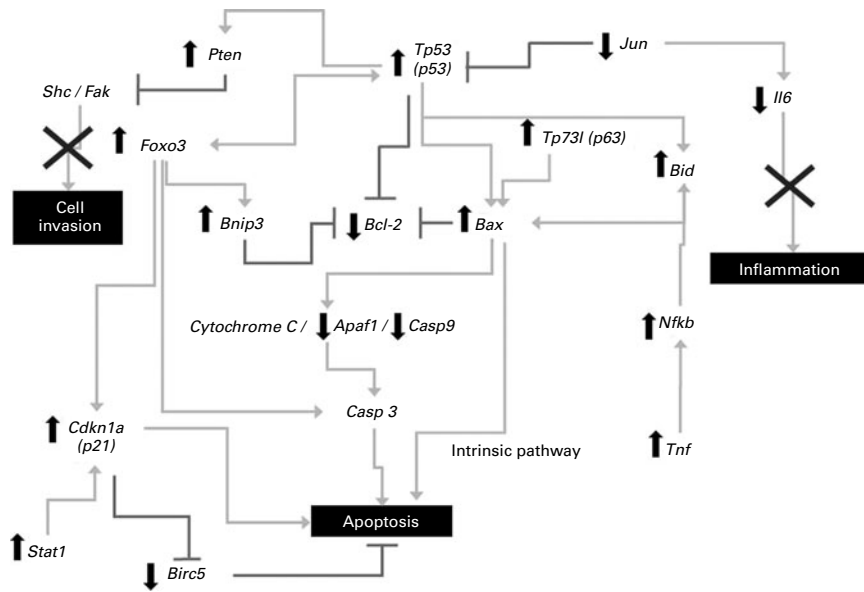 Pten
Tp53
(p53)
Jun
Shc / Fak
Il6
Foxo3
Tp73l (p63)
Bid
Cell
invasion
Bnip3
Bcl-2
Bax
Inflammation
Cytochrome C / Apaf1 / Casp9
Nfkb
Casp 3
Cdkn1a
(p21)
Intrinsic pathway
Tnf
Apoptosis
Stat1
Birc5